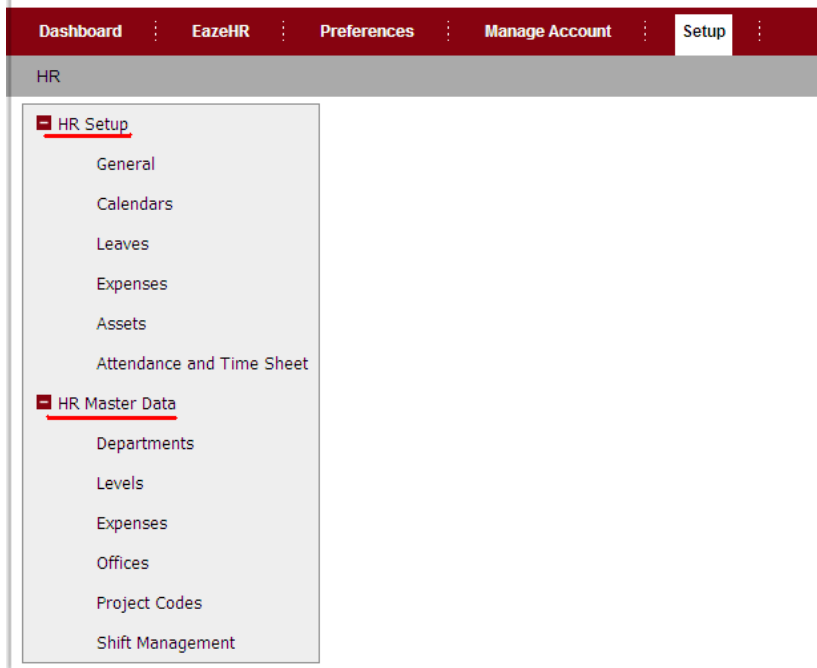 Dashboard EazeHR Preferences Manage Account Setup
HR
HR Setup
General
Calendars
Leaves
Expenses
Assets
Attendance and Time Sheet
HR Master Data
Departments
Levels
Expenses
Offices
Project Codes
Shift Management